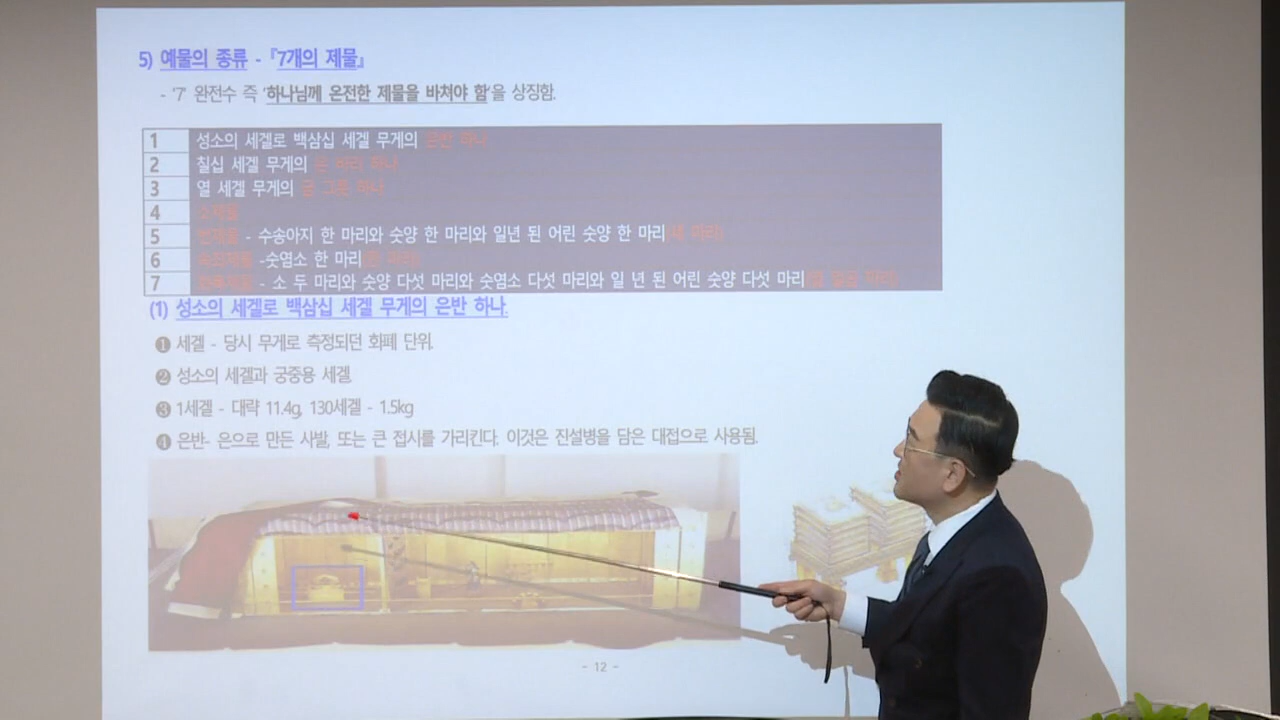 5) 예물의 종류 - 『7개의 제물』
- '7' 완전수 즉 '하나님께 온전한 제물을 바쳐야 함'을 상징함.
1 성소의 세겔로 백삼십 세겔 무게의 은반 하나
2 칠십 세겔 무게의 은 바리 하나
3 열 세겔 무게의 금 그릇 하나
4 소제물
5 번제물 - 수송아지 한 마리와 숫양 한 마리와 일년 된 어린 숫양 한 마리(세 마리)
6 속죄제물 -숫염소 한 마리
7 화목제물 - 소 두 마리와 숫양 다섯 마리와 숫염소 다섯 마리와 일 년 된 어린 숫양 다섯 마리
(1) 성소의 세겔로 백삼십 세겔 무게의 은반 하나.
❶ 세겔 - 당시 무게로 측정되던 화폐 단위.
❷ 성소의 세겔과 궁중용 세겔.
❸ 1세겔 - 대략 11.4g, 130세겔 - 1.5kg
❹ 은반- 은으로 만든 사발, 또는 큰 접시를 가리킨다. 이것은 진설병을 담은 대접으로 사용됨.
- 12 -